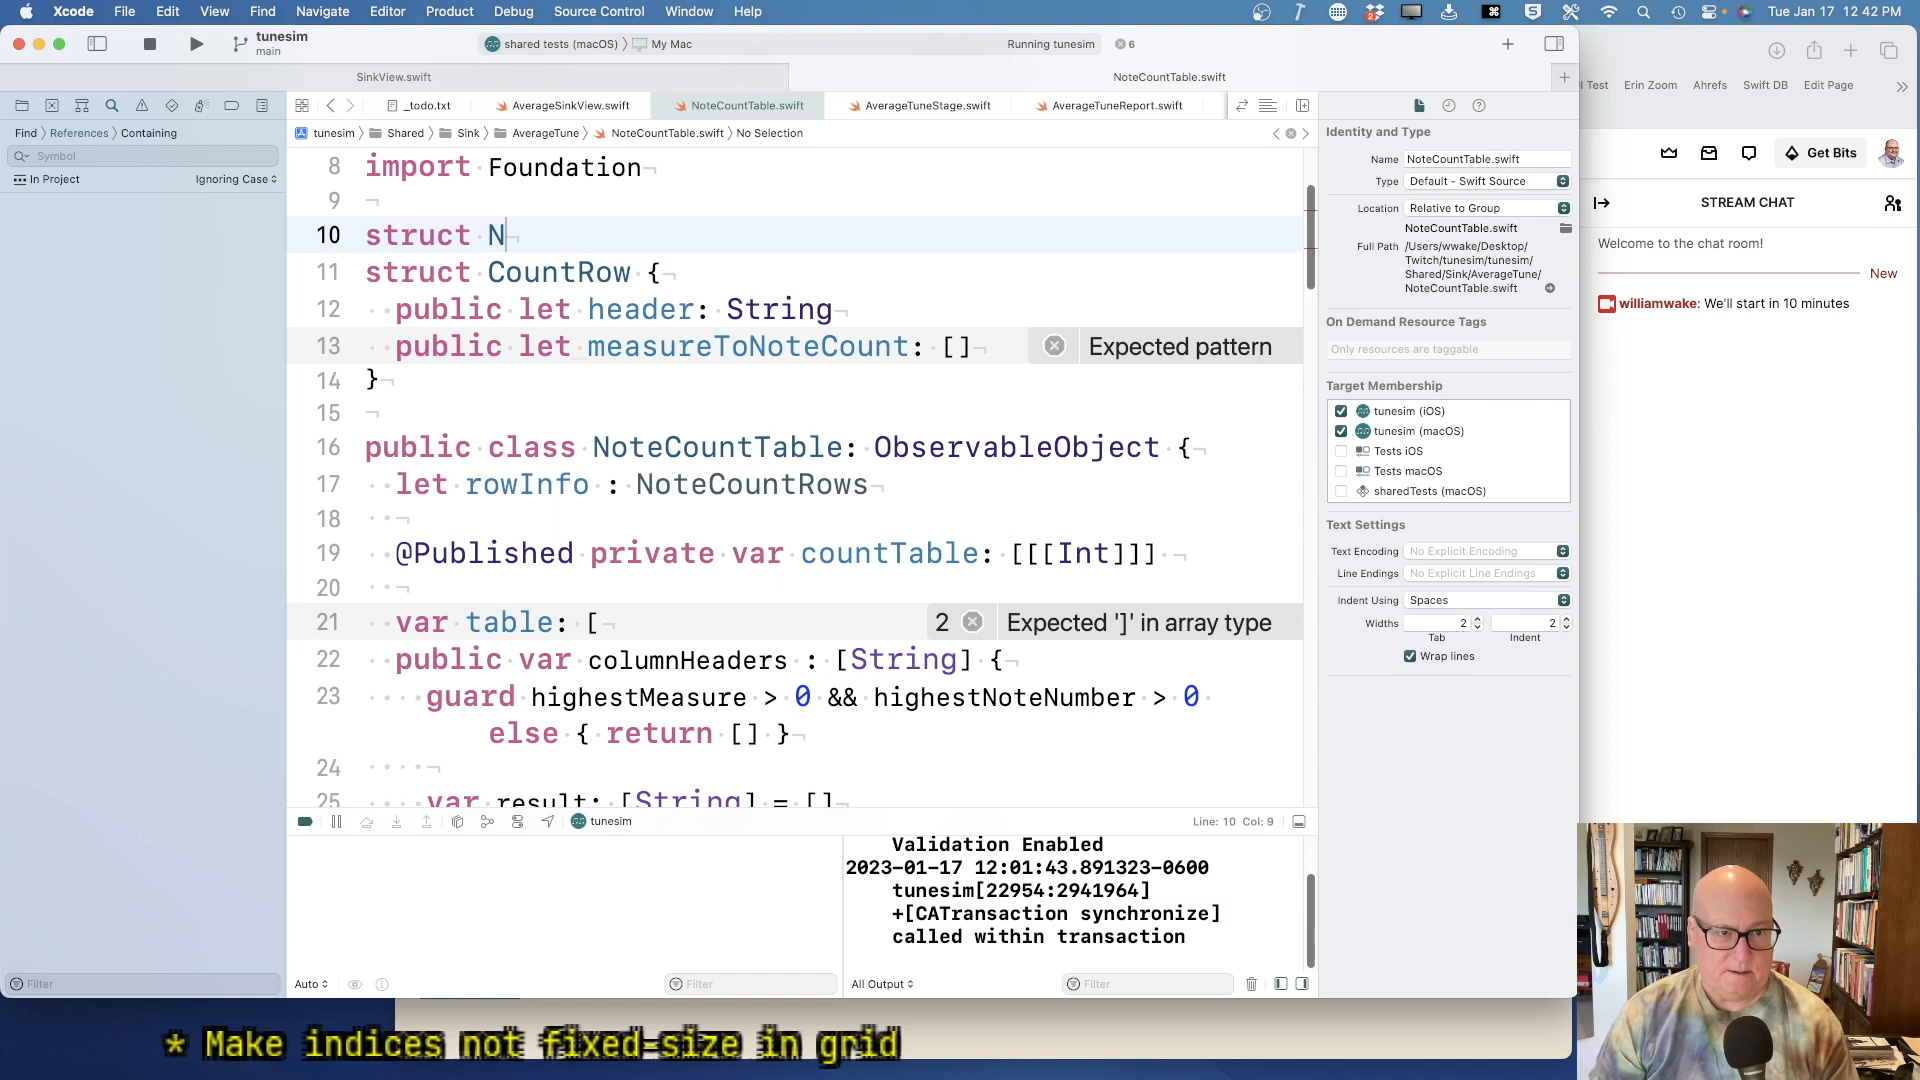 Xcode File Edit View Find Navigate Editor Product Debug Source Control Window Help
2 S Tue Jan 17 12:42 PM
tunesim
main
shared tests (macOS) My Mac Running tunesim 6
SinkView.swift NoteCountTable.swift
I Test Erin Zoom Ahrefs Swift DB Edit Page
_todo.txt AverageSinkView.swift NoteCountTable.swift AverageTuneStage.swift AverageTuneReport.swift
Find References Containing
Symbol
In Project Ignoring Case
tunesim Shared Sink AverageTune NoteCountTable.swift No Selection
8 import Foundation
9
10 struct N
11 struct CountRow {
12 public let header: String
13 public let measureToNoteCount: [] Expected pattern
14 }
15
16 public class NoteCountTable: ObservableObject {
17 let rowInfo : NoteCountRows
18
19 @Published private var countTable: [[[Int]]]
20
21 var table: [ 2 Expected ']' in array type
22 public var columnHeaders : [String] {
23 guard highestMeasure > 0 && highestNoteNumber > 0
else { return [] }
24
25 var result: [String] = []
tunesim Line: 10 Col: 9
Validation Enabled
2023-01-17 12:01:43.891323-0600
tunesim[22954:2941964]
+[CATransaction synchronize]
called within transaction
Filter
Auto Filter All Output Filter
Identity and Type
Name NoteCountTable.swift
Type Default - Swift Source
Location Relative to Group
NoteCountTable.swift
Full Path /Users/wwake/Desktop/
Twitch/tunesim/tunesim/
Shared/Sink/AverageTune/
NoteCountTable.swift
On Demand Resource Tags
Only resources are taggable
Target Membership
tunesim (iOS)
tunesim (macOS)
Tests iOS
Tests macOS
sharedTests (macOS)
Text Settings
Text Encoding No Explicit Encoding
Line Endings No Explicit Line Endings
Indent Using Spaces
Widths 2 2
Tab Indent
Wrap lines
Get Bits
STREAM CHAT
Welcome to the chat room!
New
williamwake: We'll start in 10 minutes
* Make indices not fixed-size in grid